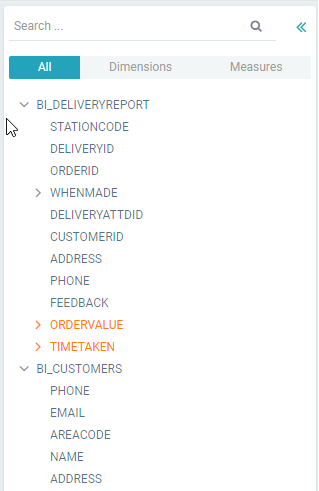 Search ...
All Dimensions Measures
BI_DELIVERYREPORT
STATIONCODE
DELIVERYID
ORDERID
WHENMADE
DELIVERYATTDID
CUSTOMERID
ADDRESS
PHONE
FEEDBACK
ORDERVALUE
TIMETAKEN
BI_CUSTOMERS
PHONE
EMAIL
AREACODE
NAME
ADDRESS